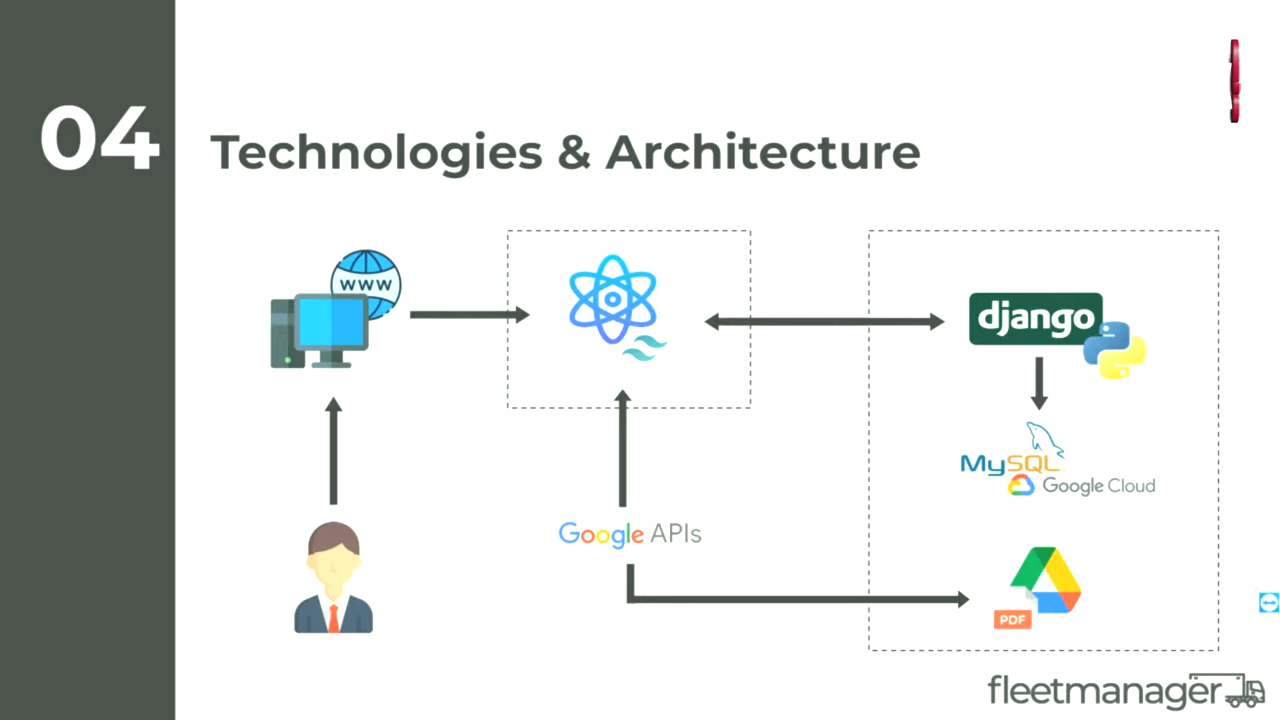 04
Technologies & Architecture
WWW
django
MySQL
Google Cloud
Google APIs
PDF
fleetmanager